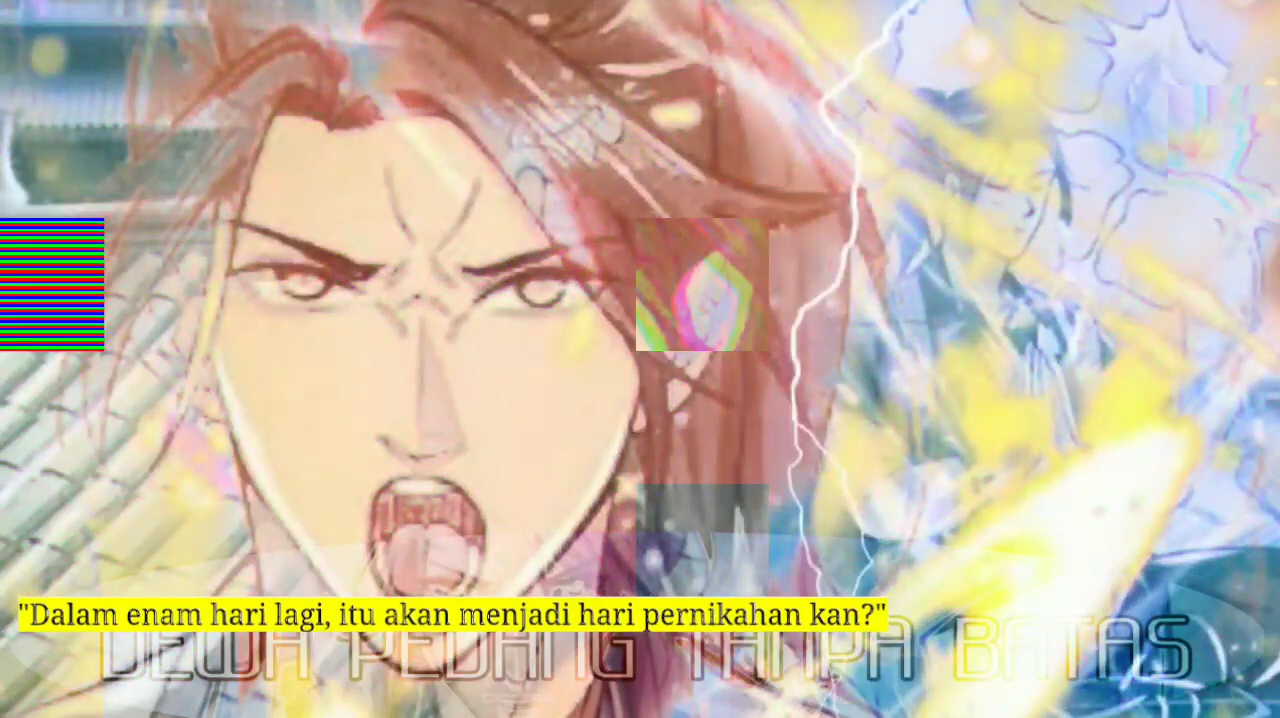 "Dalam enam hari lagi, itu akan menjadi hari pernikahan kan?"
DEWA PEDANG TANPA BATAS